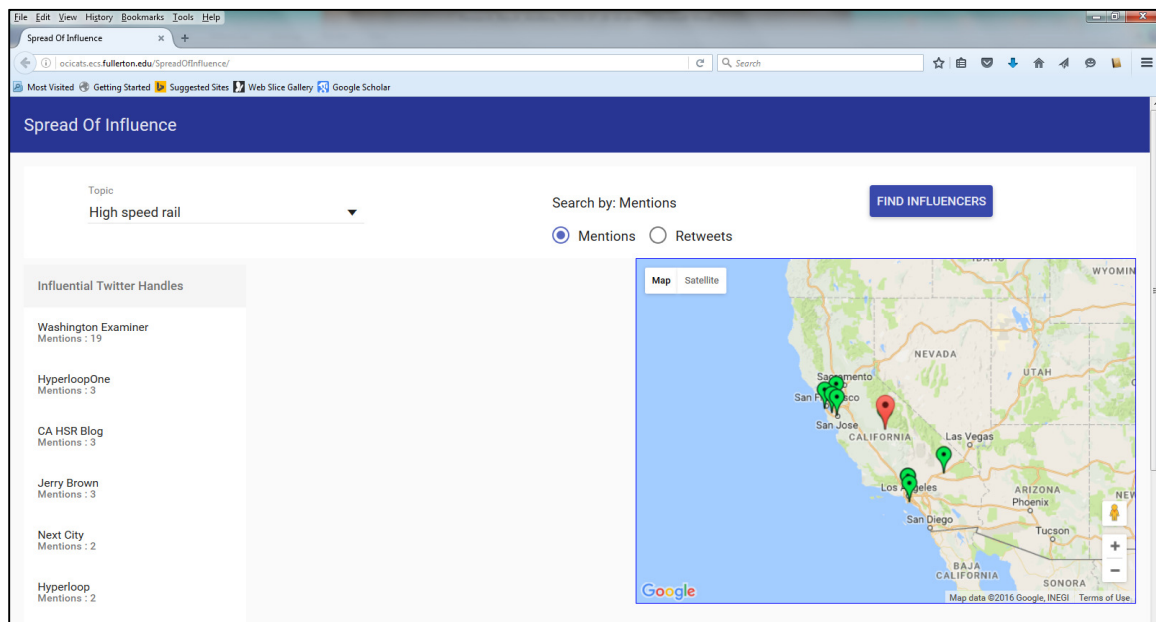 File Edit View History Bookmarks Tools Help
Spread Of Influence × +
ocicats.ecs.fullerton.edu/SpreadOfInfluence/
Search
Most Visited Getting Started Suggested Sites Web Slice Gallery Google Scholar
Spread Of Influence
Topic
High speed rail
Search by: Mentions
Mentions Retweets
FIND INFLUENCERS
Influential Twitter Handles
Washington Examiner
Mentions : 19
HyperloopOne
Mentions : 3
CA HSR Blog
Mentions : 3
Jerry Brown
Mentions : 3
Next City
Mentions : 2
Hyperloop
Mentions : 2
Map Satellite
IDAHO
WYOMIN
NEVADA
UTAH
Sacramento
San Francisco
San Jose
CALIFORNIA
Las Vegas
Los Angeles
ARIZONA
NEW
Phoenix
San Diego
Tucson
BAJA
CALIFORNIA
SONORA
+
−
Google
Map data ©2016 Google, INEGI Terms of Use